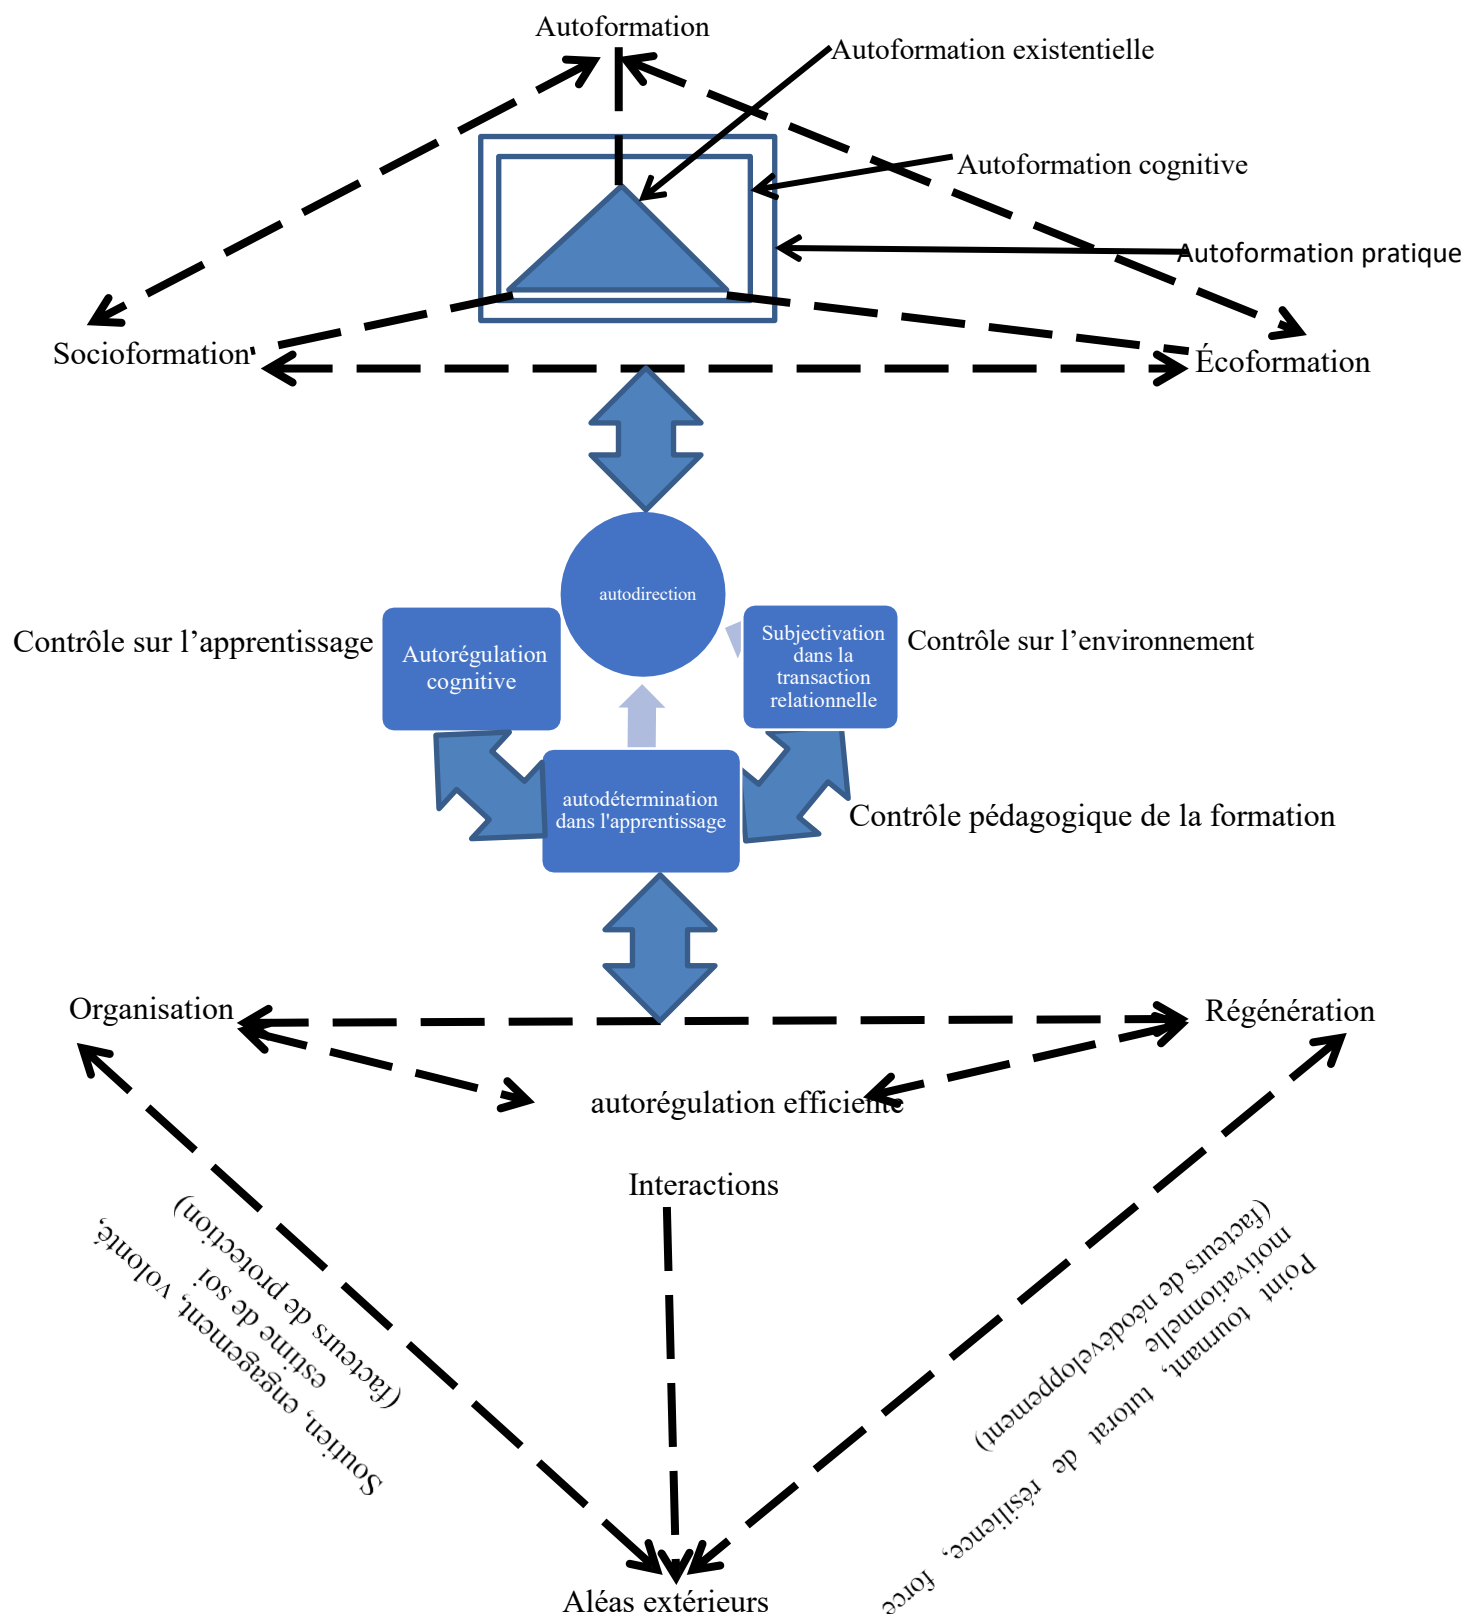 Autoformation
Autoformation existentielle
Autoformation cognitive
Autoformation pratique
Socioformation
Écoformation
autodirection
Contrôle sur l’apprentissage
Autorégulation
cognitive
Subjectivation
dans la
transaction
relationnelle
Contrôle sur l’environnement
autodétermination
dans l'apprentissage
Contrôle pédagogique de la formation
Organisation
Régénération
autorégulation efficiente
Interactions
Soutien, engagement, volonté,
estime de soi
(facteurs de protection)
Point tournant, tutorat de résilience, force
motivationnelle
(facteurs de néodéveloppement)
Aléas extérieurs